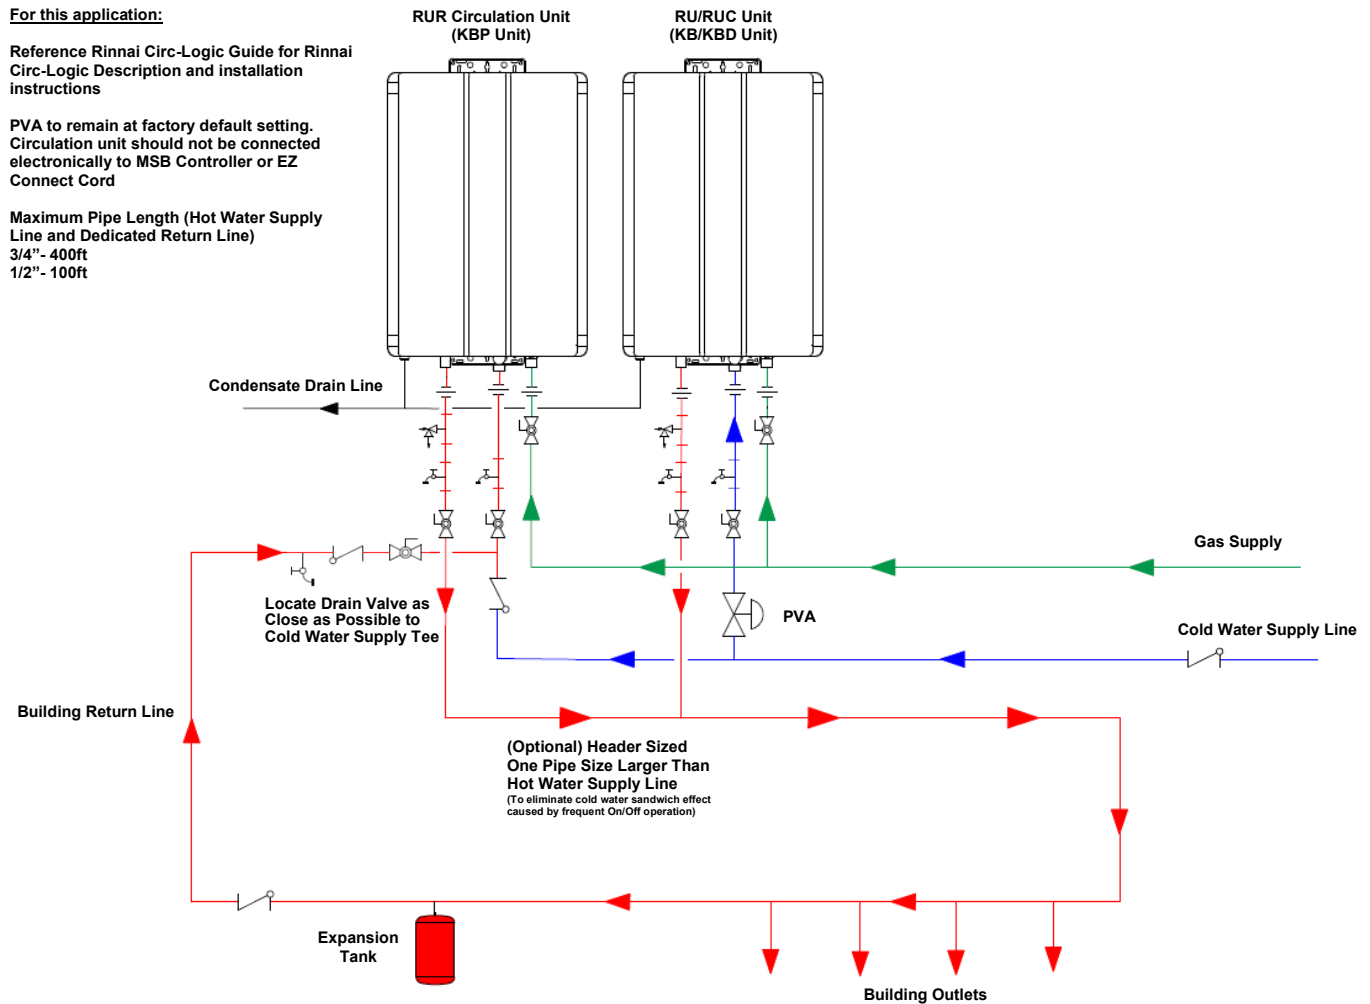 For this application:
Reference Rinnai Circ-Logic Guide for Rinnai
Circ-Logic Description and installation
instructions
PVA to remain at factory default setting.
Circulation unit should not be connected
electronically to MSB Controller or EZ
Connect Cord
Maximum Pipe Length (Hot Water Supply
Line and Dedicated Return Line)
3/4”- 400ft
1/2”- 100ft
RUR Circulation Unit
(KBP Unit)
RU/RUC Unit
(KB/KBD Unit)
Condensate Drain Line
Gas Supply
Locate Drain Valve as
Close as Possible to
Cold Water Supply Tee
PVA
Cold Water Supply Line
Building Return Line
(Optional) Header Sized
One Pipe Size Larger Than
Hot Water Supply Line
(To eliminate cold water sandwich effect
caused by frequent On/Off operation)
Expansion
Tank
Building Outlets